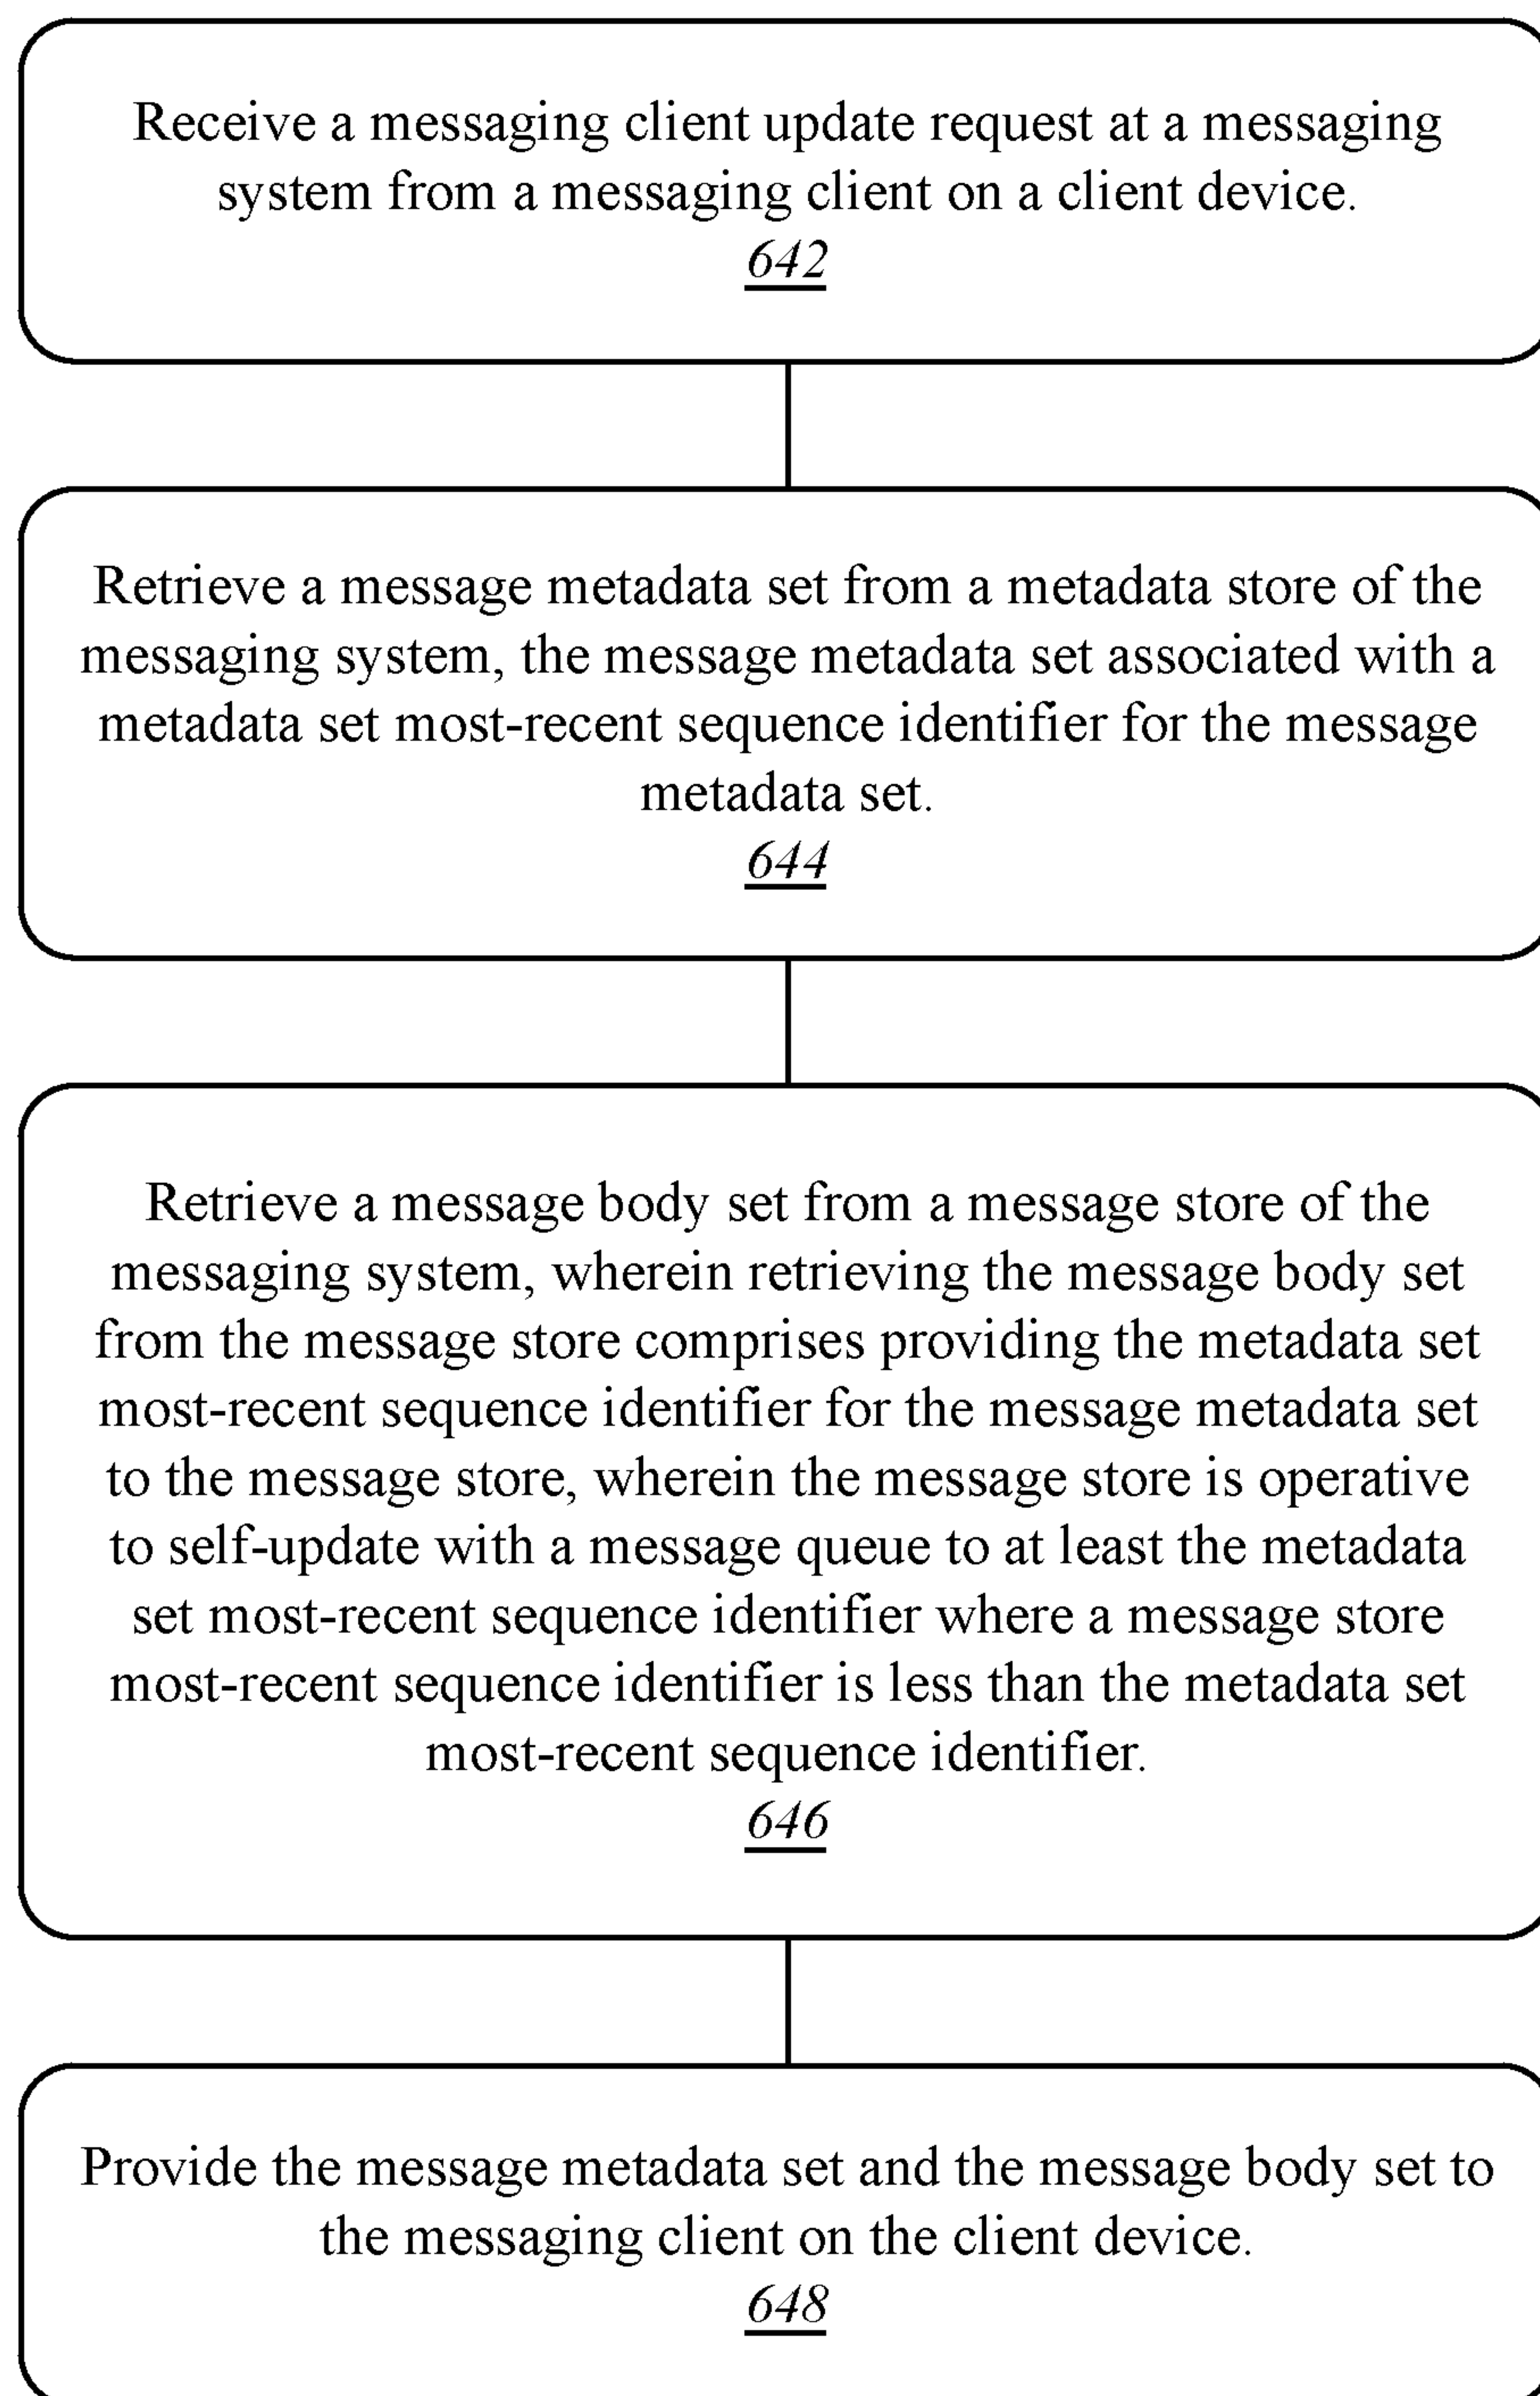 Receive a messaging client update request at a messaging
system from a messaging client on a client device.
642
Retrieve a message metadata set from a metadata store of the
messaging system, the message metadata set associated with a
metadata set most-recent sequence identifier for the message
metadata set.
644
Retrieve a message body set from a message store of the
messaging system, wherein retrieving the message body set
from the message store comprises providing the metadata set
most-recent sequence identifier for the message metadata set
to the message store, wherein the message store is operative
to self-update with a message queue to at least the metadata
set most-recent sequence identifier where a message store
most-recent sequence identifier is less than the metadata set
most-recent sequence identifier.
646
Provide the message metadata set and the message body set to
the messaging client on the client device.
648